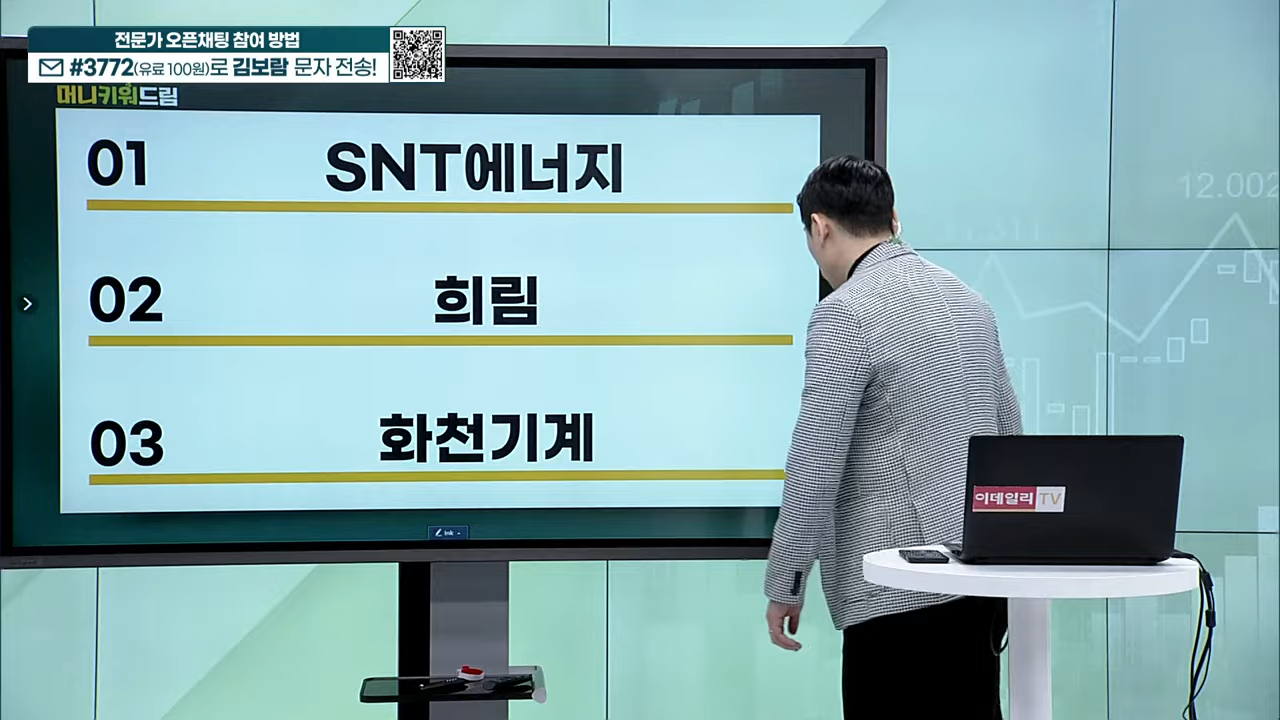 전문가 오픈채팅 참여 방법
#3772(유료 100원)로 김보람 문자 전송!
머니키워드림
01 SNT에너지
02 희림
03 화천기계
Ink
이데일리TV
12.002